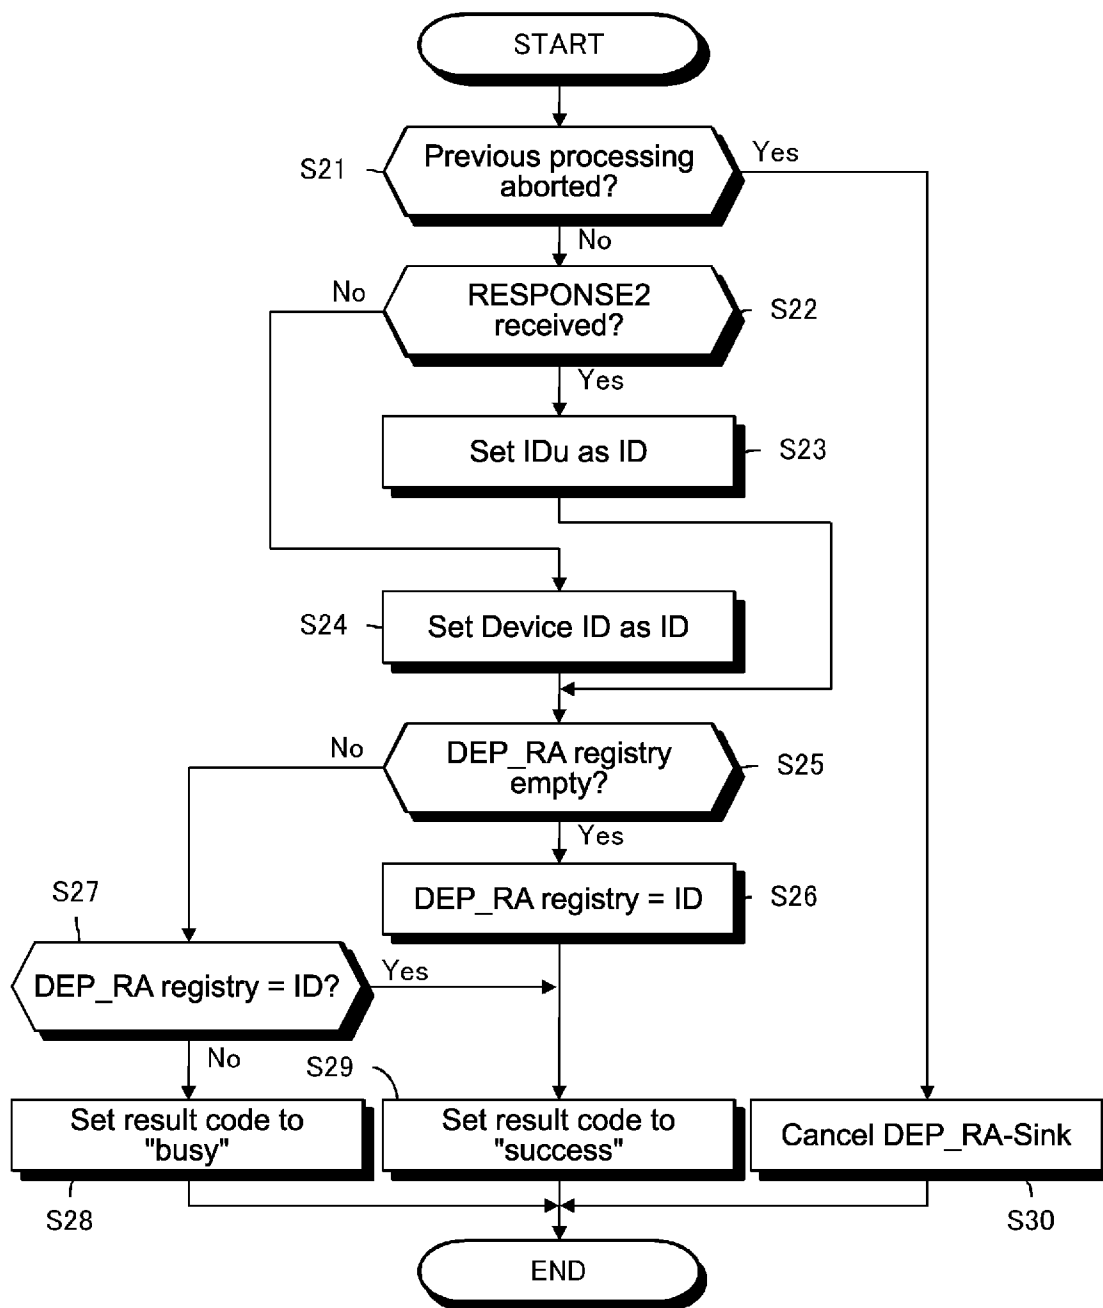 START
Previous processing
aborted?
S21
Yes
No
RESPONSE2
received?
No
S22
Yes
Set IDu as ID
S23
S24
Set Device ID as ID
No
DEP_RA registry
empty?
S25
Yes
S27
DEP_RA registry = ID
S26
DEP_RA registry = ID?
Yes
No
S29
Set result code to
"busy"
Set result code to
"success"
Cancel DEP_RA-Sink
S28
S30
END